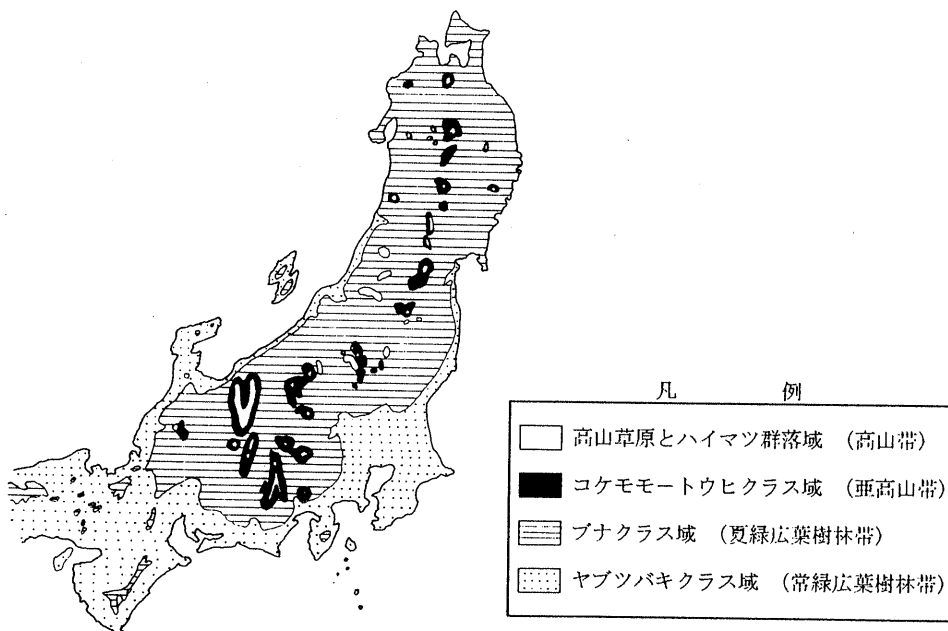 凡 例
高山草原とハイマツ群落域 (高山帯)
コケモモートウヒクラス域 (亜高山帯)
ブナクラス域 (夏緑広葉樹林帯)
ヤブツバキクラス域 (常緑広葉樹林帯)